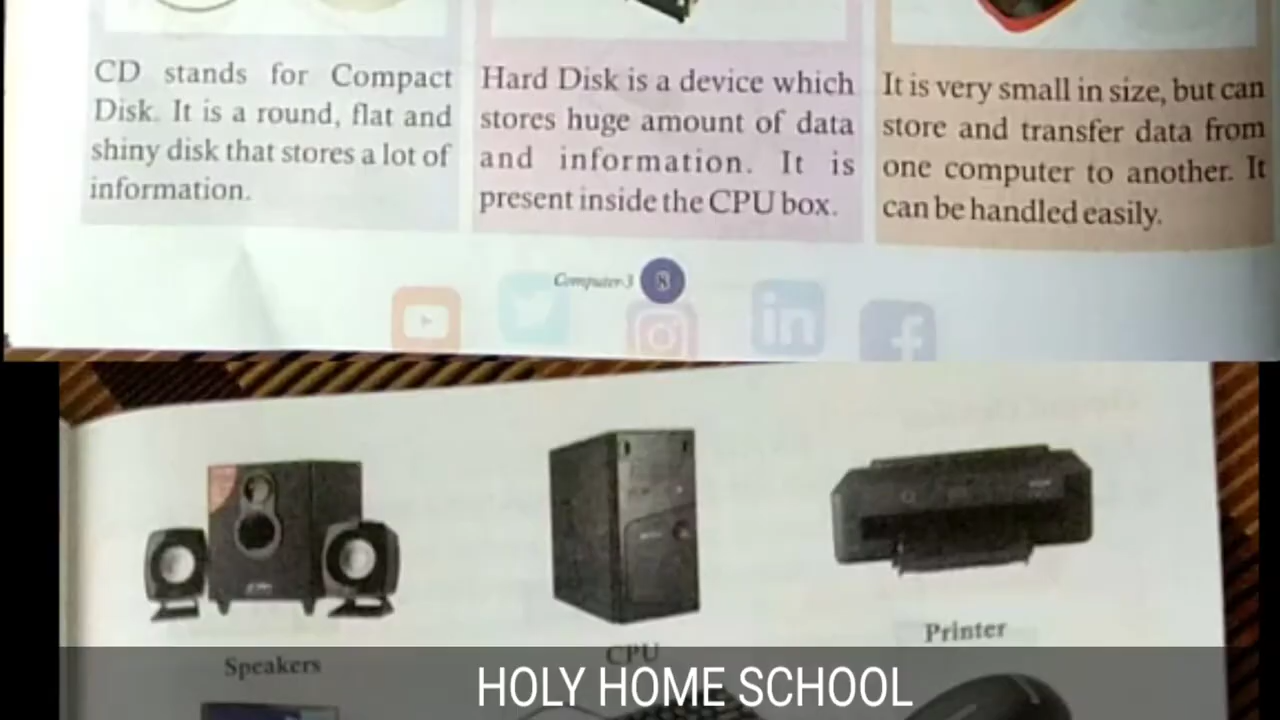 CD stands for Compact
Disk. It is a round, flat and
shiny disk that stores a lot of
information.
Hard Disk is a device which
stores huge amount of data
and information. It is
present inside the CPU box.
It is very small in size, but can
store and transfer data from
one computer to another. It
can be handled easily.
Computer-3 8
in
f
Speakers
CPU
Printer
HOLY HOME SCHOOL